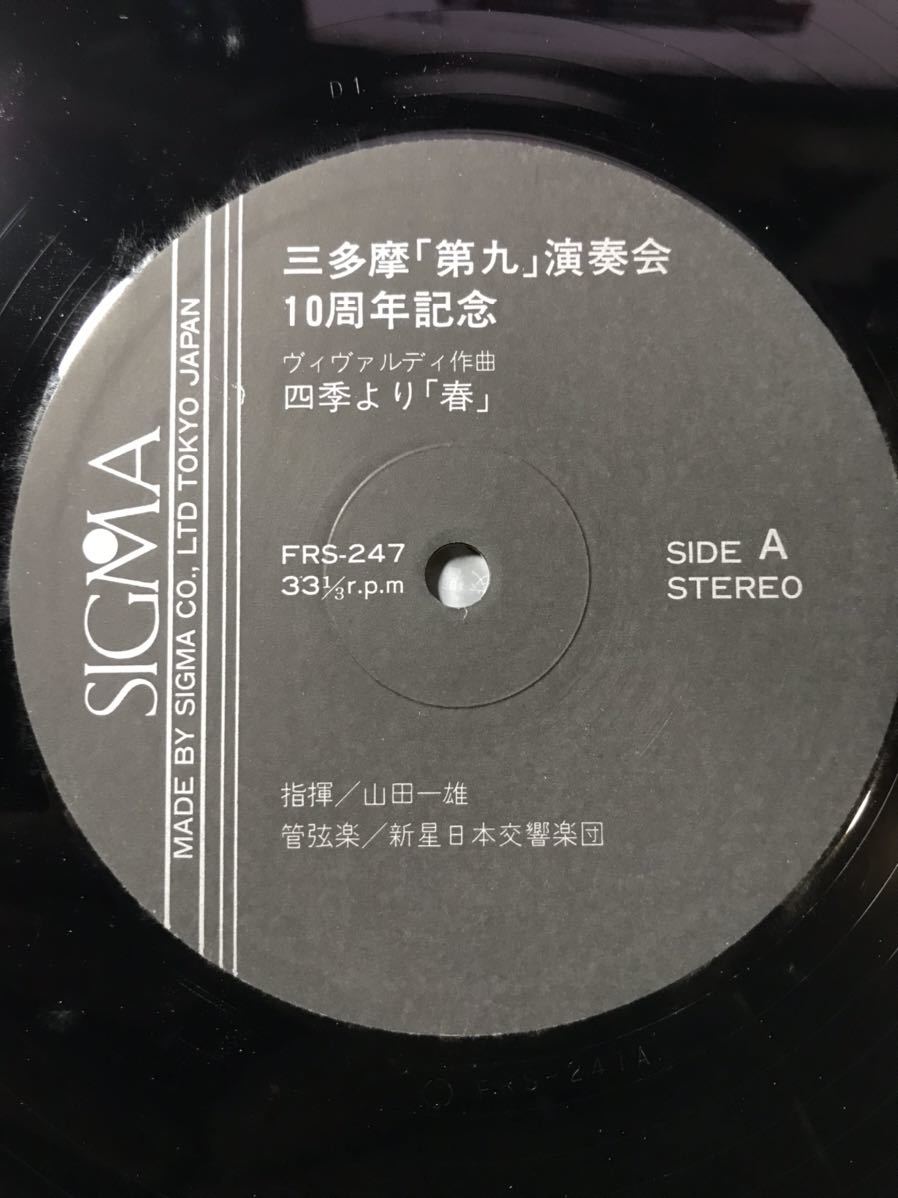 D1
三多摩「第九」演奏会
10周年記念
ヴィヴァルディ作曲
四季より「春」
SIGMA
MADE BY SIGMA CO., LTD TOKYO JAPAN
FRS-247
33⅓r.p.m
SIDE A
STEREO
指揮/山田一雄
管弦楽/新星日本交響楽団
FRS-247A